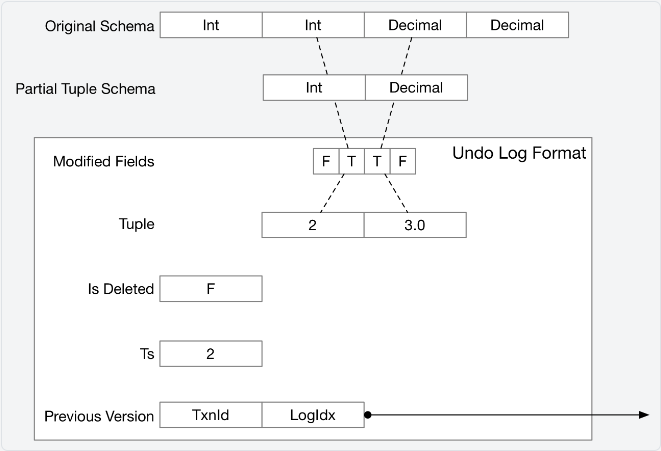 Original Schema Int Int Decimal Decimal
Partial Tuple Schema Int Decimal
Undo Log Format
Modified Fields F T T F
Tuple 2 3.0
Is Deleted F
Ts 2
Previous Version TxnId LogIdx